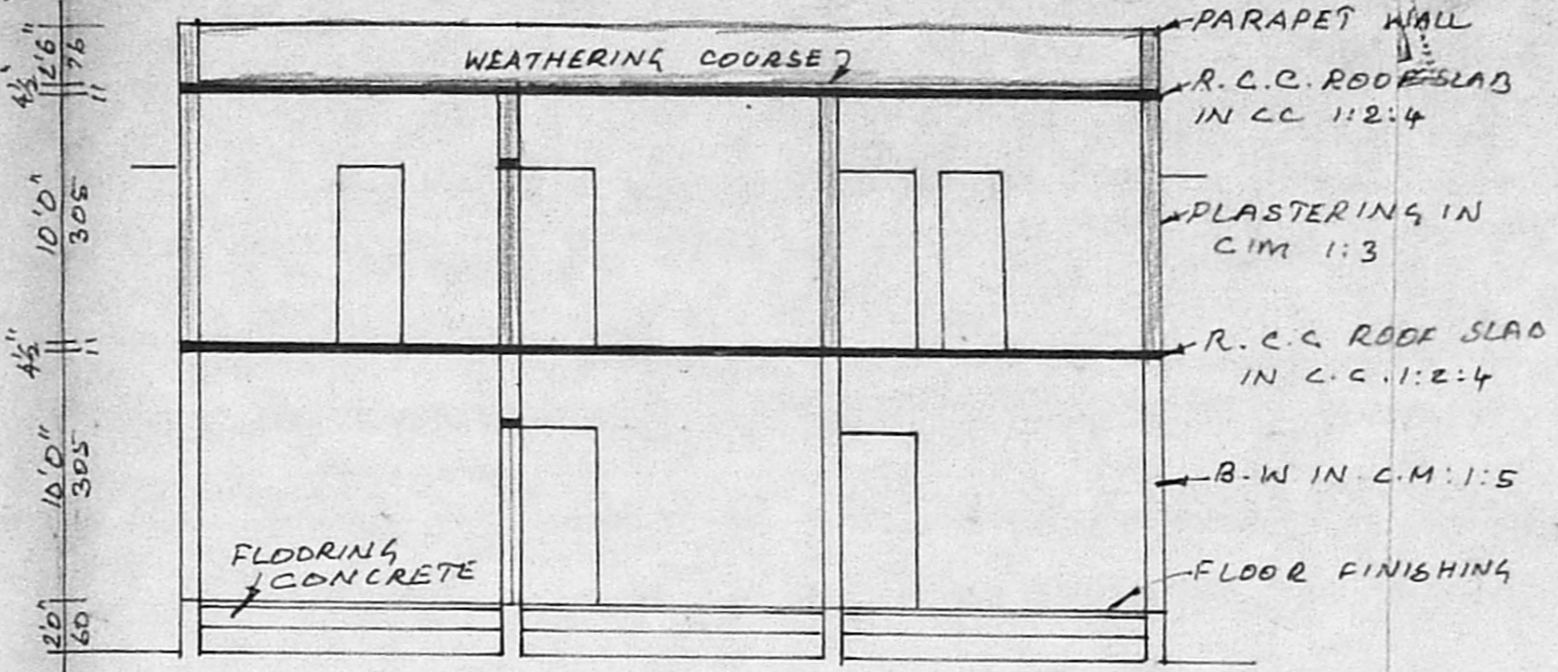 PARAPET WALL
WEATHERING COURSE
R.C.C. ROOF SLAB
IN CC 1:2:4
PLASTERING IN
C/M 1:3
R.C.C ROOF SLAB
IN C.C.1:2:4
B.W IN C.M:1:5
FLOORING
CONCRETE
FLOOR FINISHING
2'6"
76
4½"
11
10'0"
305
4½"
11
10'0"
305
2'0"
60